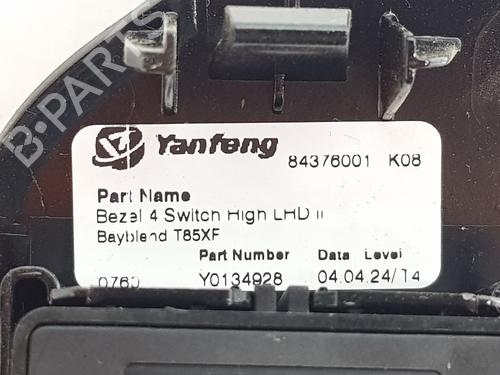 B-PARTS
Yanfeng
84376001 K08
Part Name
Bezel 4 Switch High LHD II
Bayblend T85XF
Part Number Data Level
0760 Y0134928 04.04.24/14